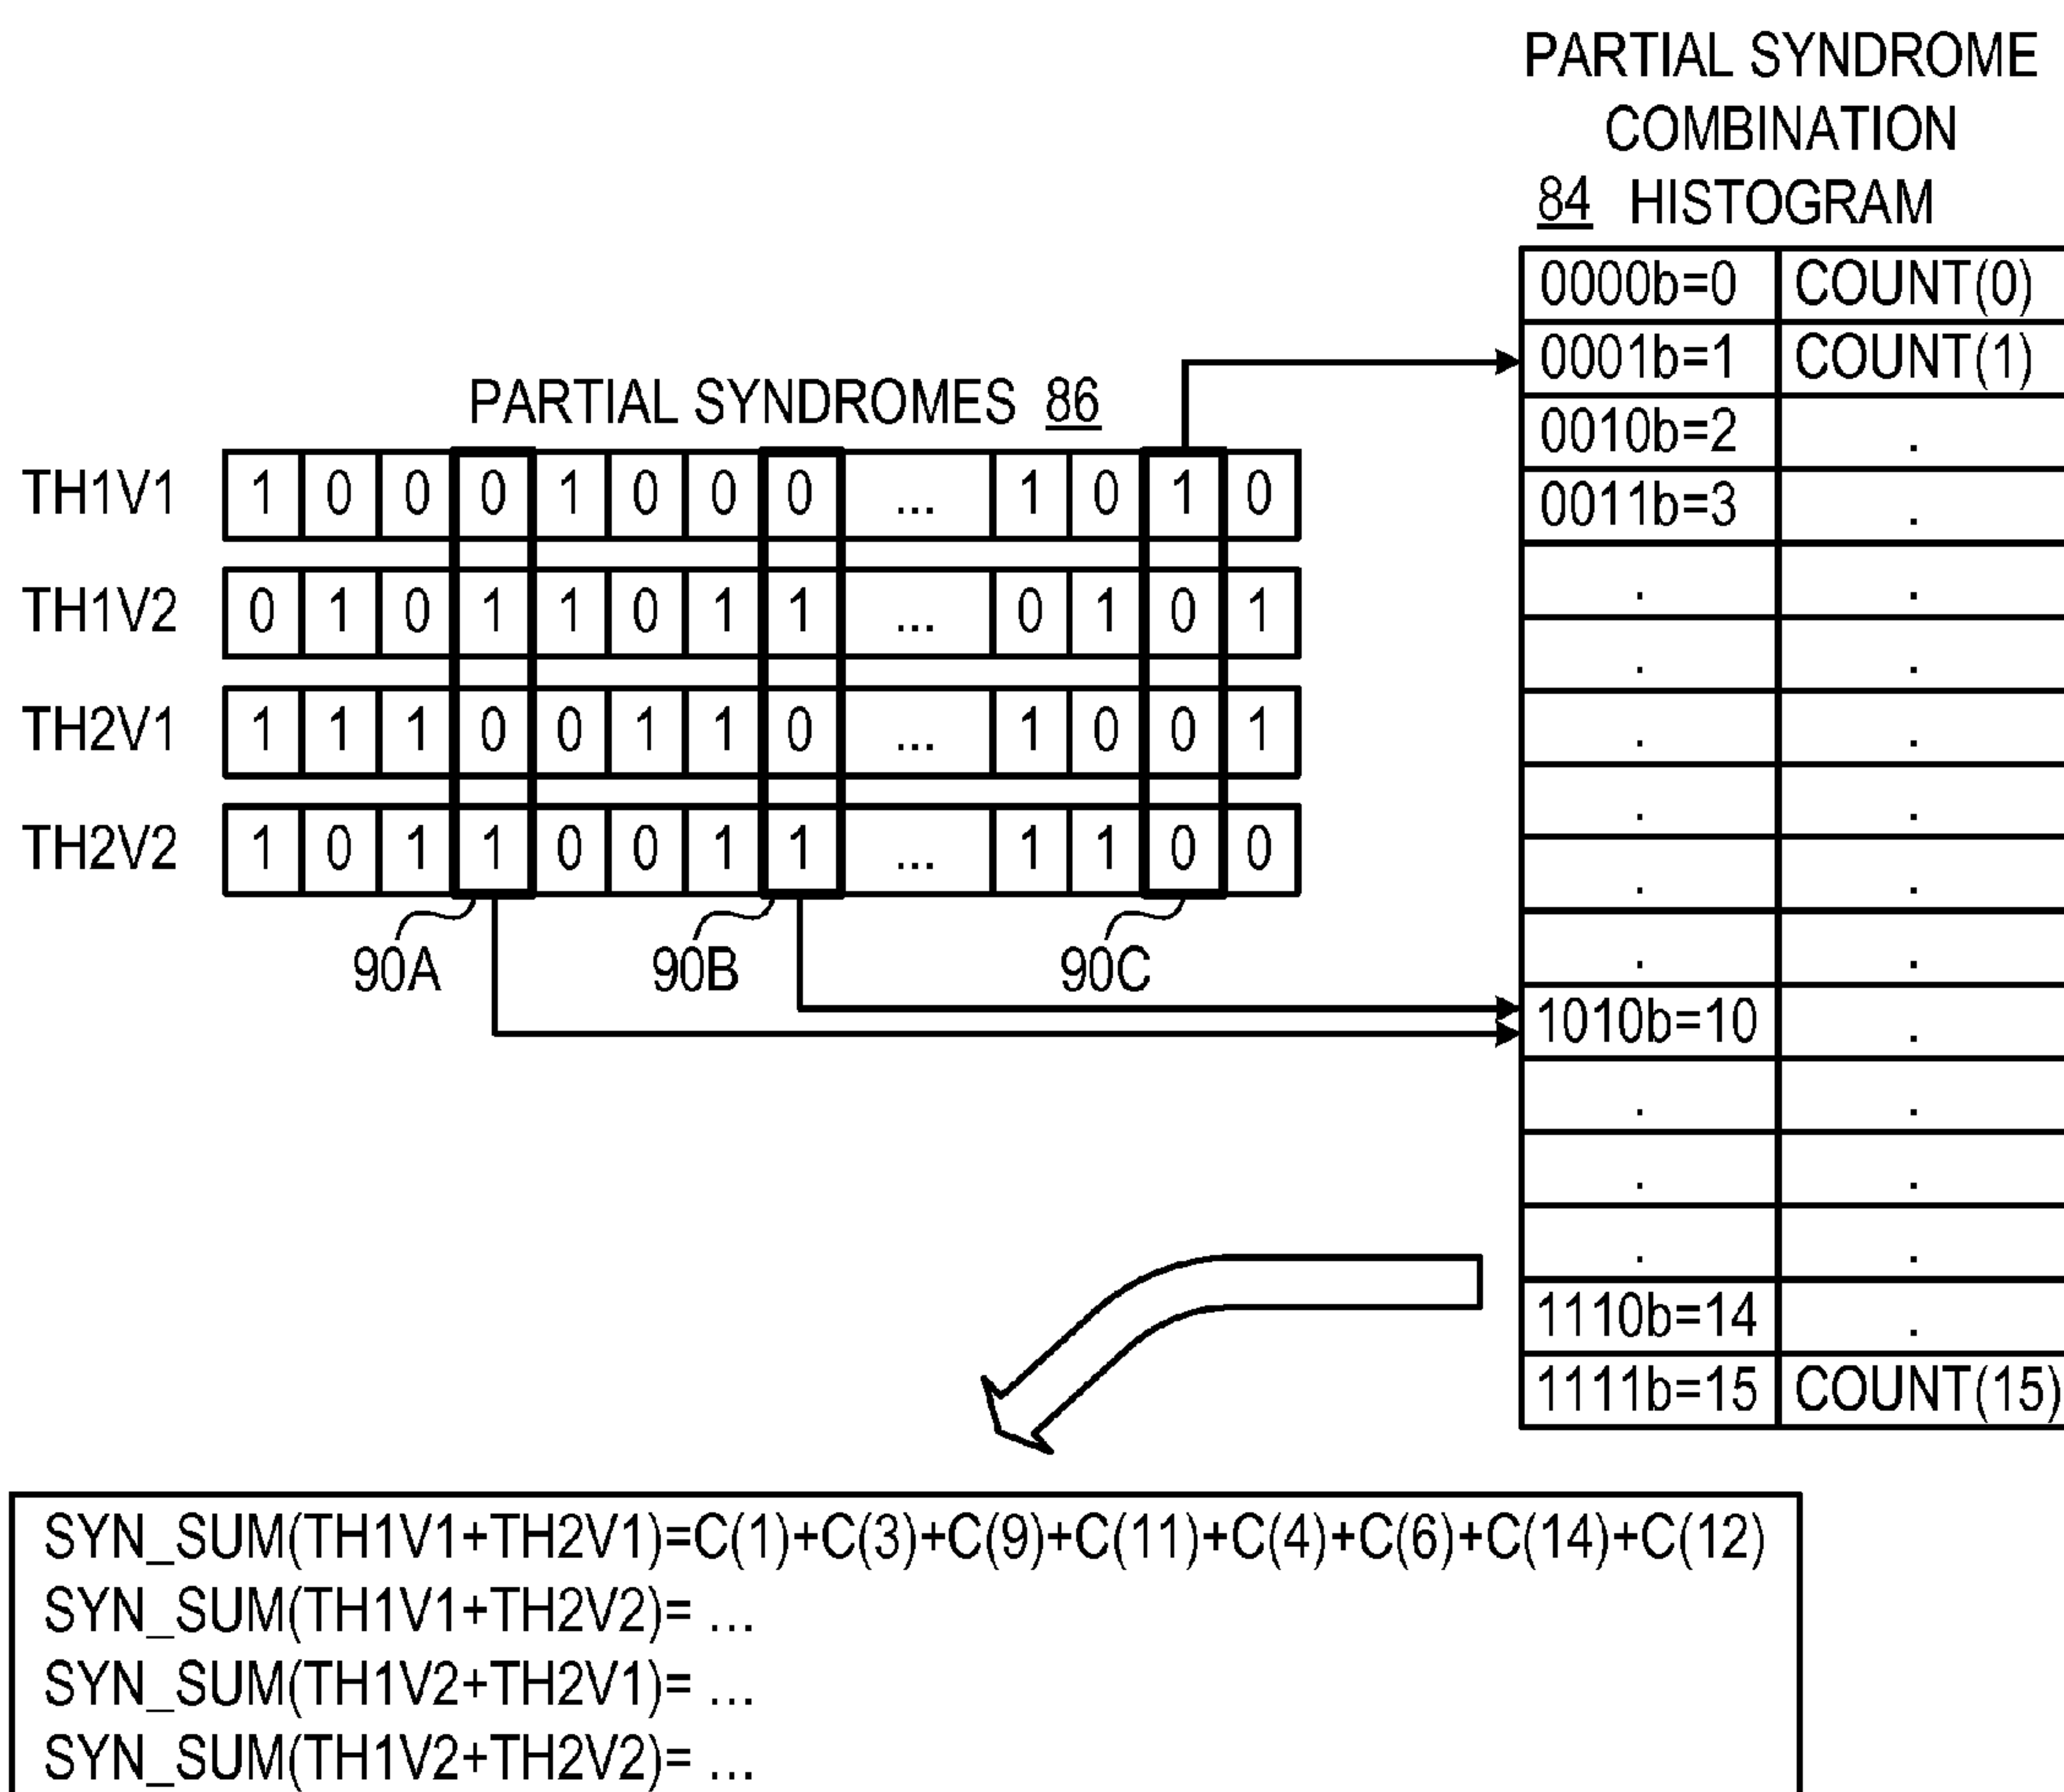 PARTIAL SYNDROME
COMBINATION
84 HISTOGRAM
0000b=0 COUNT(0)
0001b=1 COUNT(1)
0010b=2 .
0011b=3 .
. .
. .
. .
. .
. .
. .
1010b=10 .
. .
. .
. .
1110b=14 .
1111b=15 COUNT(15)
PARTIAL SYNDROMES 86
TH1V1 1 0 0 0 1 0 0 0 ... 1 0 1 0
TH1V2 0 1 0 1 1 0 1 1 ... 0 1 0 1
TH2V1 1 1 1 0 0 1 1 0 ... 1 0 0 1
TH2V2 1 0 1 1 0 0 1 1 ... 1 1 0 0
90A 90B 90C
SYN_SUM(TH1V1+TH2V1)=C(1)+C(3)+C(9)+C(11)+C(4)+C(6)+C(14)+C(12)
SYN_SUM(TH1V1+TH2V2)= ...
SYN_SUM(TH1V2+TH2V1)= ...
SYN_SUM(TH1V2+TH2V2)= ...